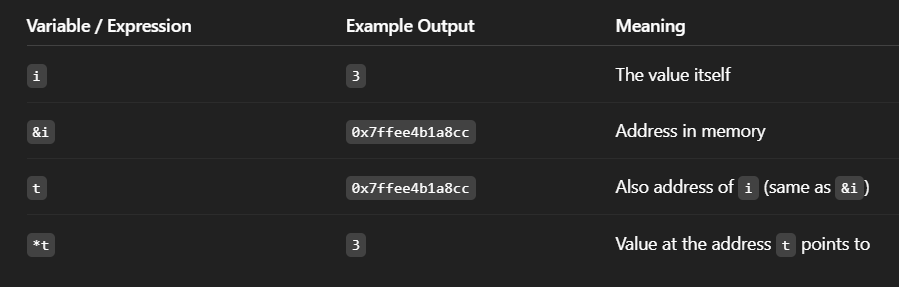 Variable / Expression Example Output Meaning
i 3 The value itself
&i 0x7ffee4b1a8cc Address in memory
t 0x7ffee4b1a8cc Also address of i (same as &i)
*t 3 Value at the address t points to